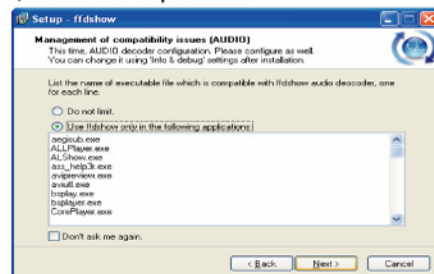 Setup - ffdshow
Management of compatibility issues (AUDIO)
This time, AUDIO decoder configuration. Please configure as well.
You can change it using 'Info & debug' settings after installation.
List the name of executable file which is compatible with ffdshow audio deocoder, one
for each line.
Do not limit.
Use ffdshow only in the following applications:
aegisub.exe
ALLPlayer.exe
ALShow.exe
ass_help3r.exe
avipreview.exe
aviutl.exe
bsplay.exe
bsplayer.exe
CorePlayer.exe
Don't ask me again.
< Back
Next >
Cancel